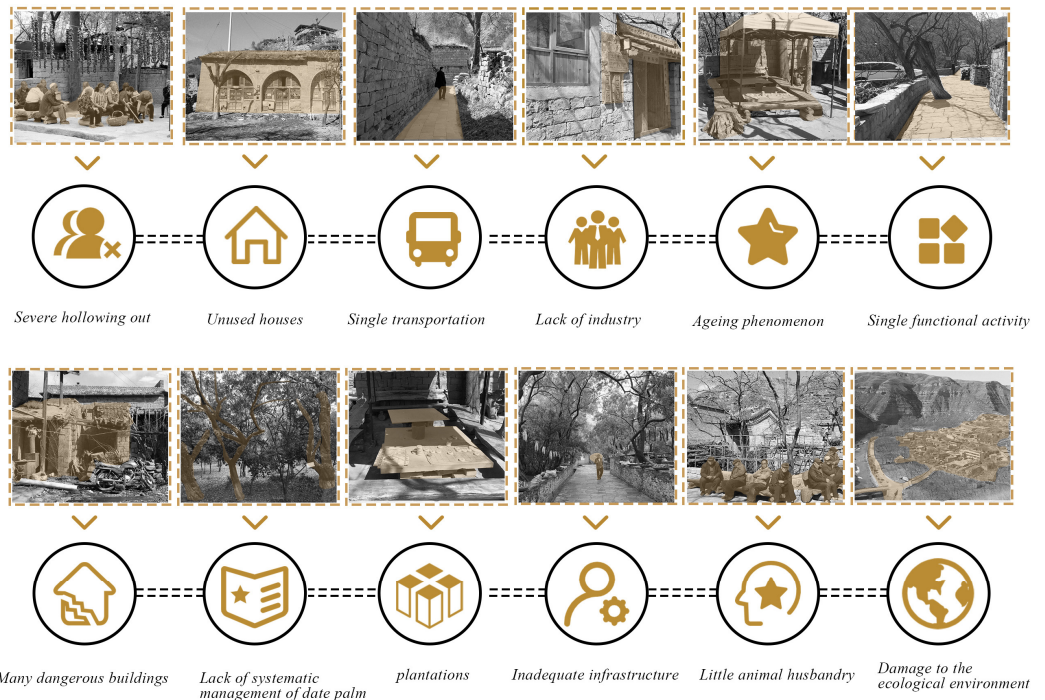 Severe hollowing out
Unused houses
Single transportation
Lack of industry
Ageing phenomenon
Single functional activity
Many dangerous buildings
Lack of systematic
management of date palm
plantations
Inadequate infrastructure
Little animal husbandry
Damage to the
ecological environment